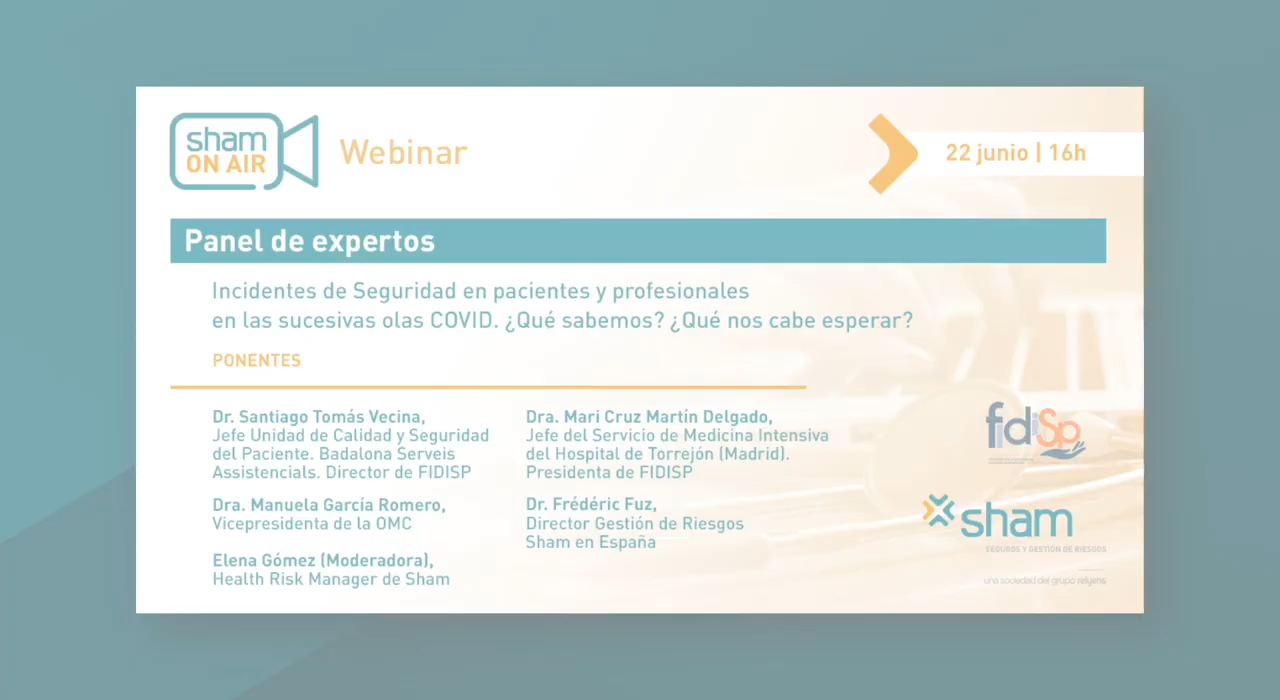 sham
ON AIR
Webinar
22 junio | 16h
Panel de expertos
Incidentes de Seguridad en pacientes y profesionales
en las sucesivas olas COVID. ¿Qué sabemos? ¿Qué nos cabe esperar?
PONENTES
Dr. Santiago Tomás Vecina,
Jefe Unidad de Calidad y Seguridad
del Paciente. Badalona Serveis
Assistencials. Director de FIDISP
Dra. Manuela García Romero,
Vicepresidenta de la OMC
Elena Gómez (Moderadora),
Health Risk Manager de Sham
Dra. Mari Cruz Martín Delgado,
Jefe del Servicio de Medicina Intensiva
del Hospital de Torrejón (Madrid).
Presidenta de FIDISP
Dr. Frédéric Fuz,
Director Gestión de Riesgos
Sham en España
fidiSp
sham
SEGUROS Y GESTIÓN DE RIESGOS
una sociedad del grupo relyens